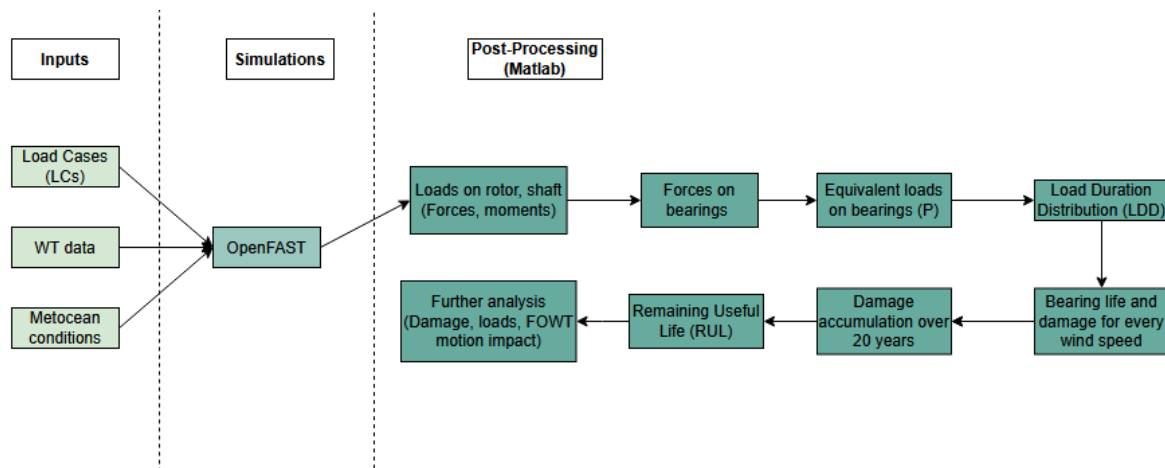 Inputs
Simulations
Post-Processing
(Matlab)
Load Cases
(LCs)
WT data
Metocean
conditions
OpenFAST
Loads on rotor, shaft
(Forces, moments)
Forces on
bearings
Equivalent loads
on bearings (P)
Load Duration
Distribution (LDD)
Bearing life and
damage for every
wind speed
Damage
accumulation over
20 years
Remaining Useful
Life (RUL)
Further analysis
(Damage, loads, FOWT
motion impact)